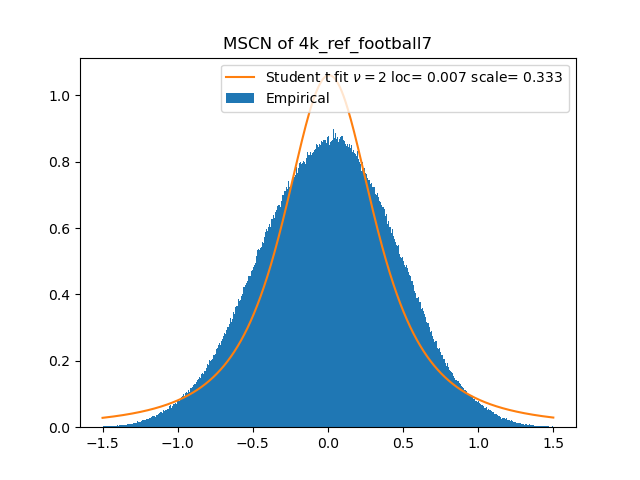 MSCN of 4k_ref_football7
Student t fit ν = 2 loc= 0.007 scale= 0.333
Empirical
1.0
0.8
0.6
0.4
0.2
0.0
−1.5 −1.0 −0.5 0.0 0.5 1.0 1.5